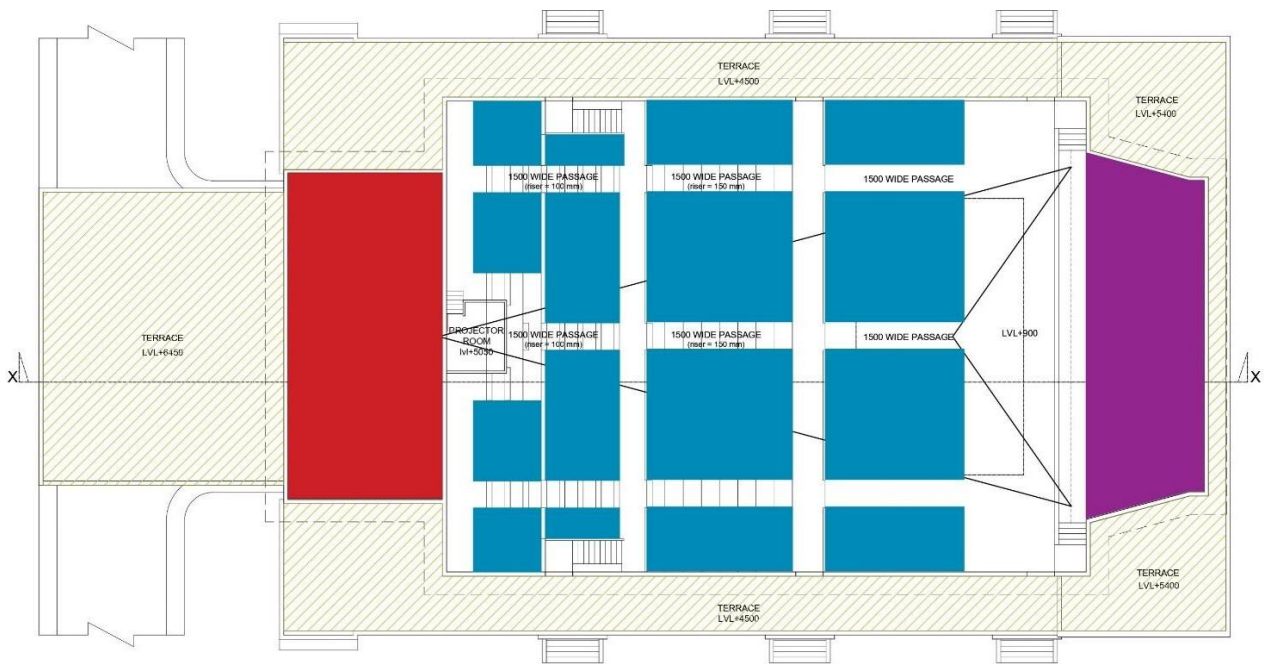 TERRACE
LVL+4500
TERRACE
LVL+5400
1500 WIDE PASSAGE
(riser = 100 mm)
1500 WIDE PASSAGE
(riser = 150 mm)
1500 WIDE PASSAGE
TERRACE
LVL+6450
PROJECTOR
ROOM
lvl+5050
1500 WIDE PASSAGE
(riser = 100 mm)
1500 WIDE PASSAGE
(riser = 150 mm)
1500 WIDE PASSAGE
LVL+900
X
X
TERRACE
LVL+5400
TERRACE
LVL+4500